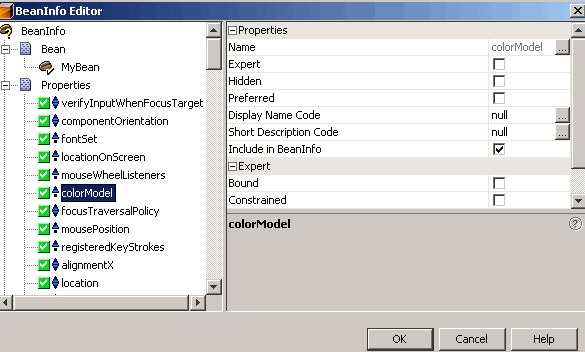 BeanInfo Editor
BeanInfo
Bean
MyBean
Properties
verifyInputWhenFocusTarget
componentOrientation
fontSet
locationOnScreen
mouseWheelListeners
colorModel
focusTraversalPolicy
mousePosition
registeredKeyStrokes
alignmentX
location
Properties
Name colorModel ...
Expert
Hidden
Preferred
Display Name Code null ...
Short Description Code null ...
Include in BeanInfo
Expert
Bound
Constrained
colorModel
?
OK Cancel Help